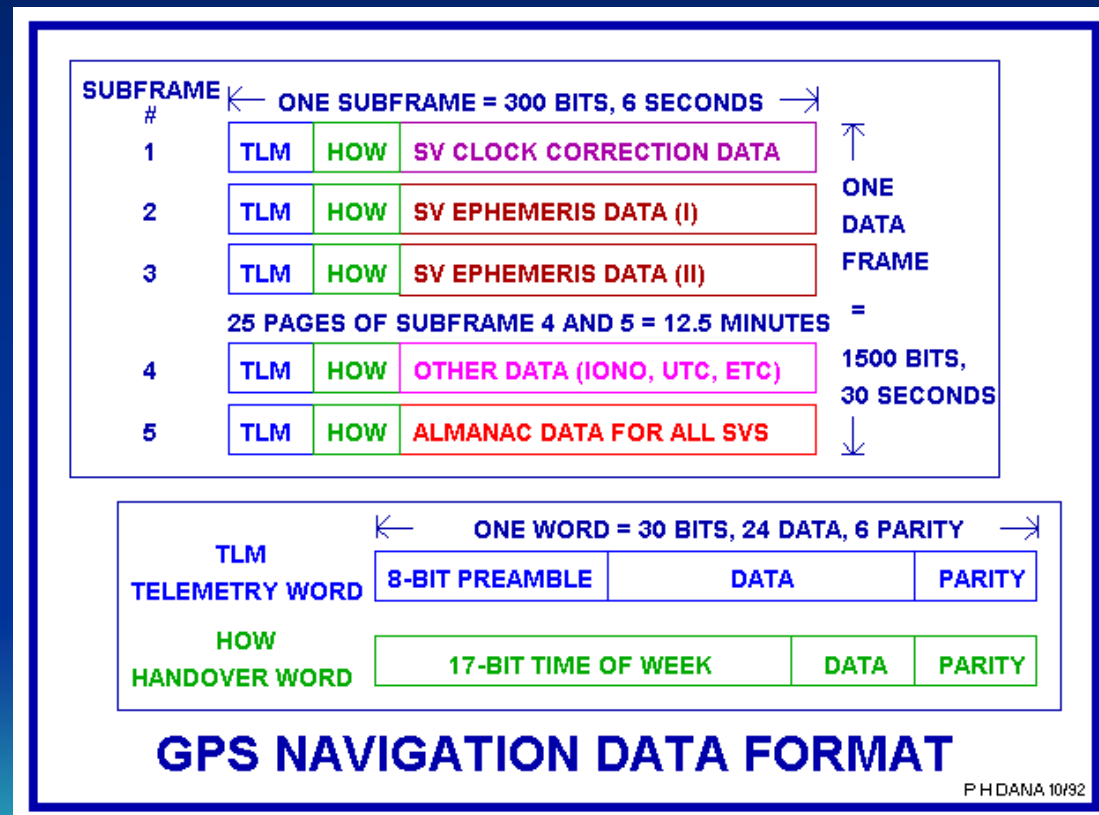 SUBFRAME
#
ONE SUBFRAME = 300 BITS, 6 SECONDS
1 TLM HOW SV CLOCK CORRECTION DATA
2 TLM HOW SV EPHEMERIS DATA (I)
3 TLM HOW SV EPHEMERIS DATA (II)
25 PAGES OF SUBFRAME 4 AND 5 = 12.5 MINUTES
4 TLM HOW OTHER DATA (IONO, UTC, ETC)
5 TLM HOW ALMANAC DATA FOR ALL SVS
ONE
DATA
FRAME
=
1500 BITS,
30 SECONDS
ONE WORD = 30 BITS, 24 DATA, 6 PARITY
TLM
TELEMETRY WORD
8-BIT PREAMBLE DATA PARITY
HOW
HANDOVER WORD
17-BIT TIME OF WEEK DATA PARITY
GPS NAVIGATION DATA FORMAT
P H DANA 10/92